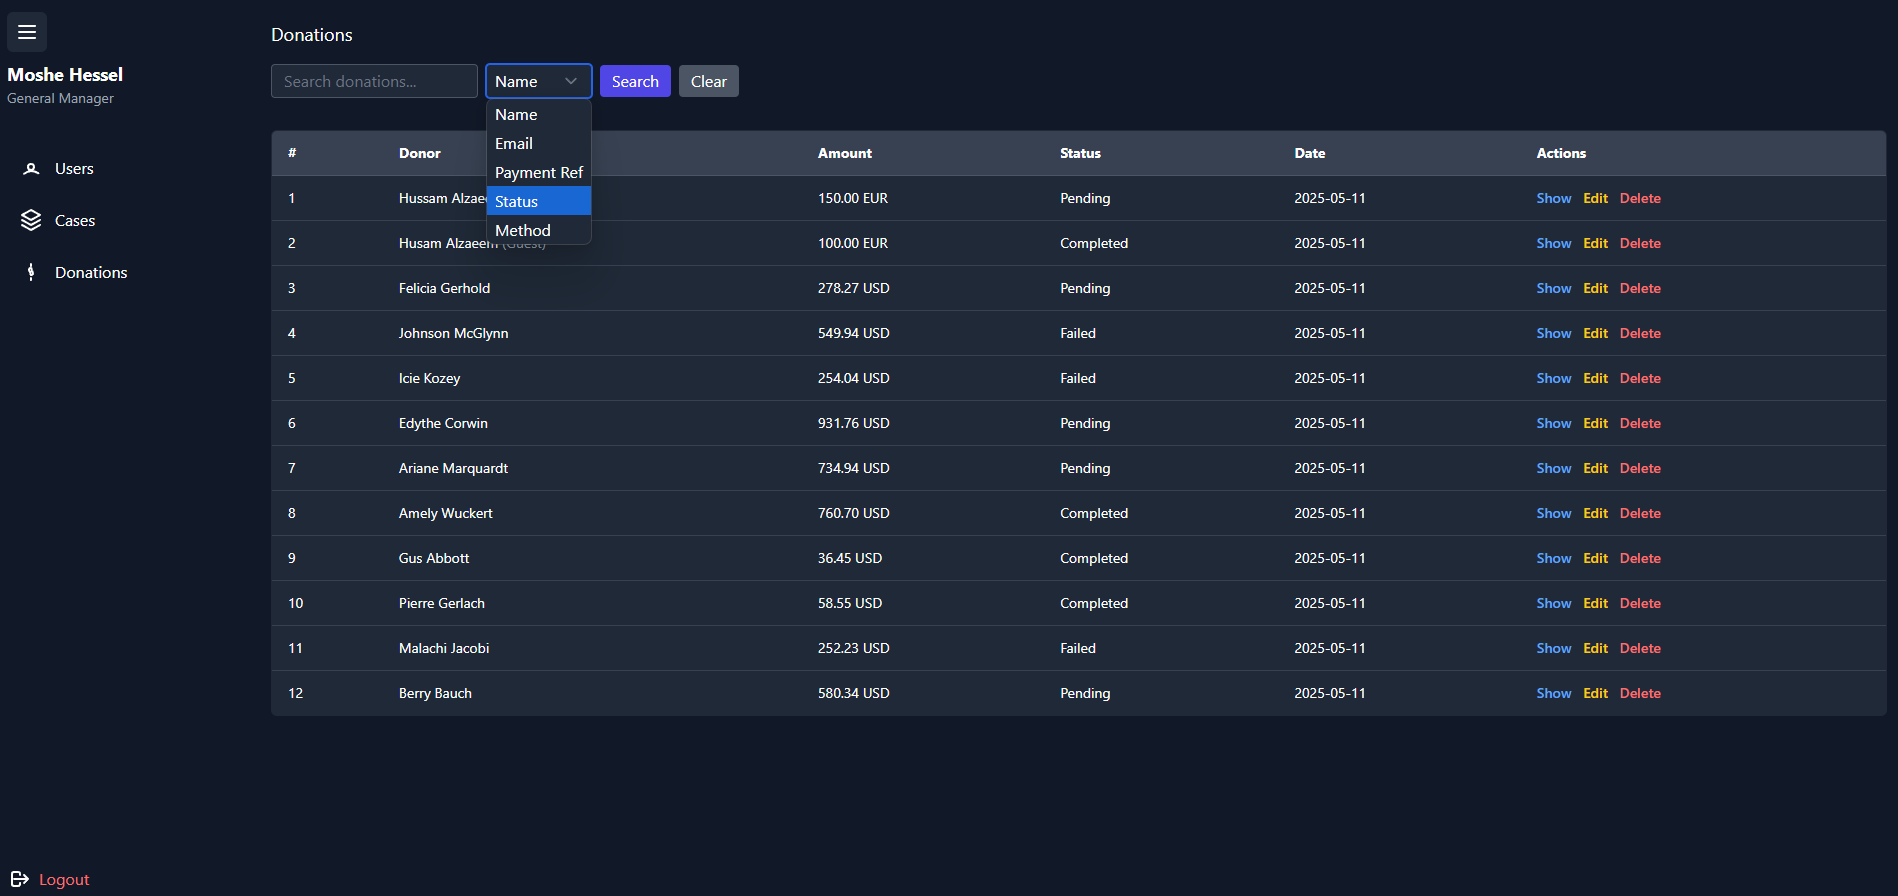 Moshe Hessel
General Manager
Users
Cases
Donations
Logout
Donations
Search donations... Name Search Clear
Name
Email
Payment Ref
Status
Method
# Donor Amount Status Date Actions
1 Hussam Alzae 150.00 EUR Pending 2025-05-11 Show Edit Delete
2 Husam Alzaeem (Guest) 100.00 EUR Completed 2025-05-11 Show Edit Delete
3 Felicia Gerhold 278.27 USD Pending 2025-05-11 Show Edit Delete
4 Johnson McGlynn 549.94 USD Failed 2025-05-11 Show Edit Delete
5 Icie Kozey 254.04 USD Failed 2025-05-11 Show Edit Delete
6 Edythe Corwin 931.76 USD Pending 2025-05-11 Show Edit Delete
7 Ariane Marquardt 734.94 USD Pending 2025-05-11 Show Edit Delete
8 Amely Wuckert 760.70 USD Completed 2025-05-11 Show Edit Delete
9 Gus Abbott 36.45 USD Completed 2025-05-11 Show Edit Delete
10 Pierre Gerlach 58.55 USD Completed 2025-05-11 Show Edit Delete
11 Malachi Jacobi 252.23 USD Failed 2025-05-11 Show Edit Delete
12 Berry Bauch 580.34 USD Pending 2025-05-11 Show Edit Delete